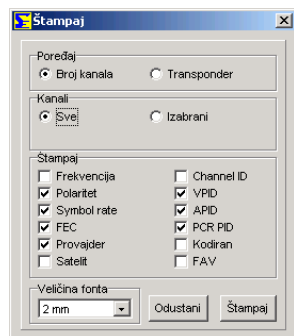 Štampaj
Poređaj
Broj kanala Transponder
Kanali
Sve Izabrani
Štampaj
Frekvencija Channel ID
Polaritet VPID
Symbol rate APID
FEC PCR PID
Provajder Kodiran
Satelit FAV
Veličina fonta
2 mm Odustani Štampaj